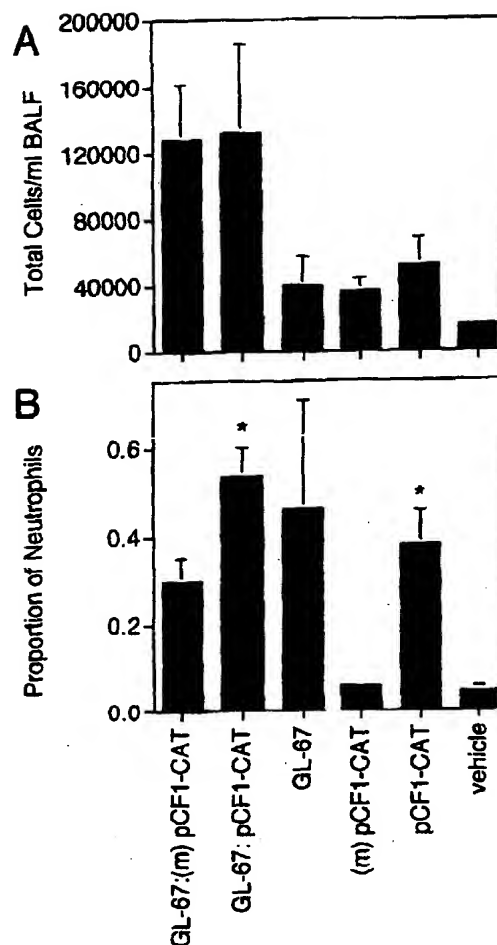 A
Total Cells/ml BALF
200000
160000
120000
80000
40000
0
B
Proportion of Neutrophils
*
*
0.6
0.4
0.2
0.0
GL-67:(m) pCF1-CAT
GL-67: pCF1-CAT
GL-67
(m) pCF1-CAT
pCF1-CAT
vehicle